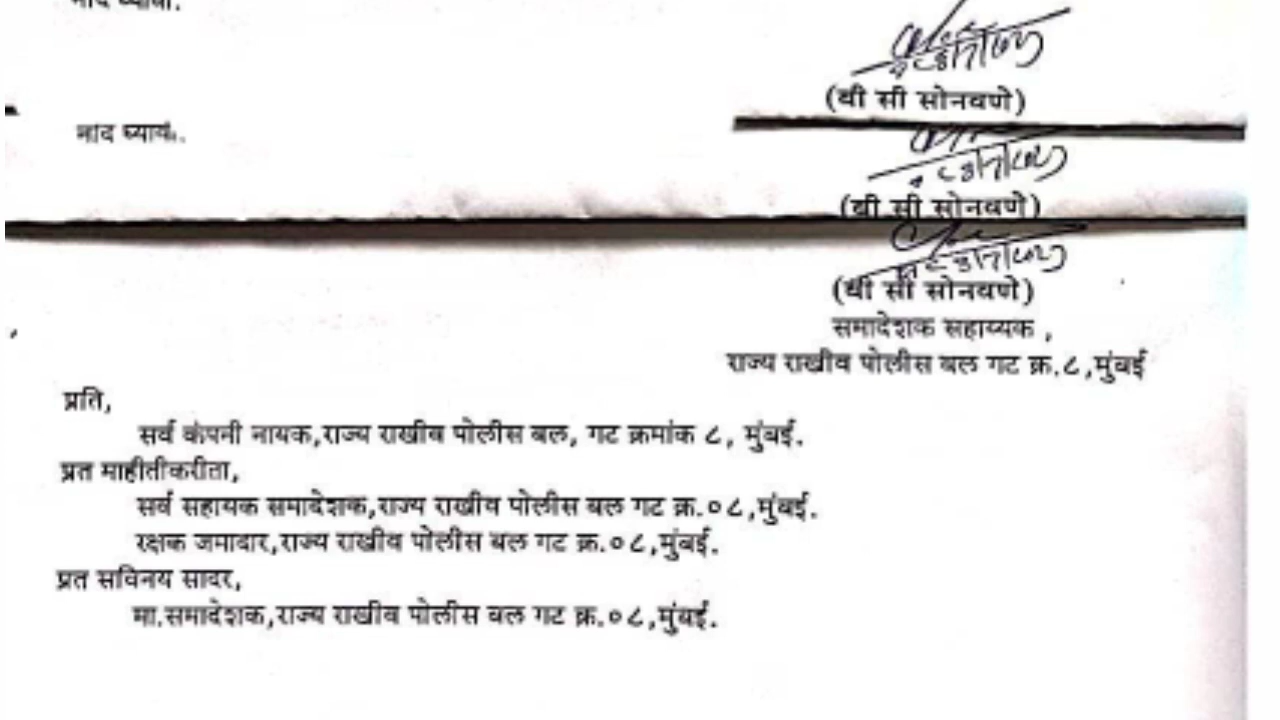 नोंद घ्यावी.
(बी सी सोनवणे)
नोंद घ्यावी.
(बी सी सोनवणे)
(बी सी सोनवणे)
समादेशक सहाय्यक ,
राज्य राखीव पोलीस बल गट क्र.८,मुंबई
प्रति,
सर्व कंपनी नायक,राज्य राखीव पोलीस बल, गट क्रमांक ८, मुंबई.
प्रत माहीतीकरीता,
सर्व सहायक समादेशक,राज्य राखीव पोलीस बल गट क्र.०८,मुंबई.
रक्षक जमादार,राज्य राखीव पोलीस बल गट क्र.०८,मुंबई.
प्रत सविनय सादर,
मा.समादेशक,राज्य राखीव पोलीस बल गट क्र.०८,मुंबई.